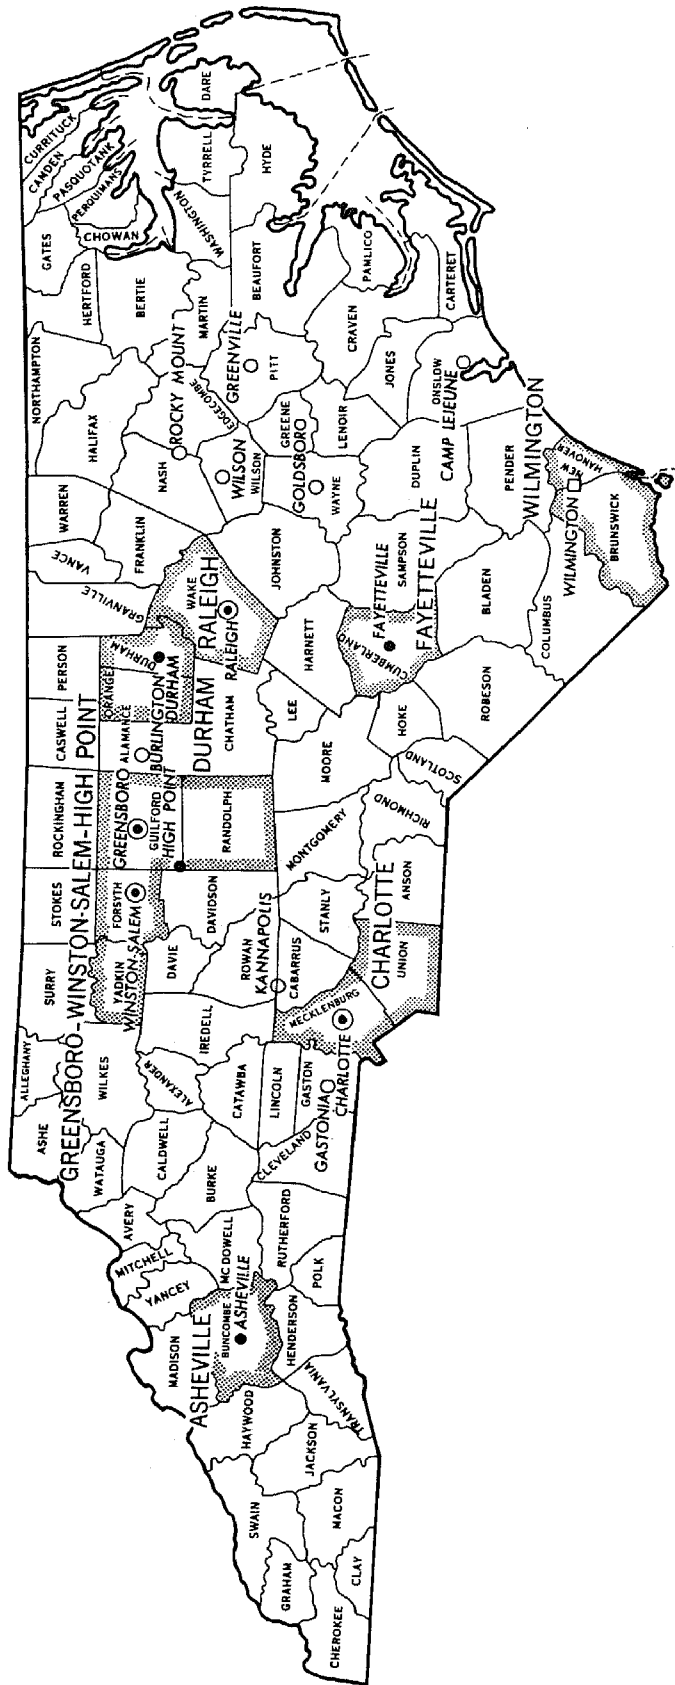 CURRITUCK
CAMDEN
PASQUOTANK
PERQUIMANS
GATES
CHOWAN
HERTFORD
BERTIE
NORTHAMPTON
HALIFAX
WARREN
VANCE
GRANVILLE
PERSON
CASWELL
ROCKINGHAM
STOKES
SURRY
ALLEGHANY
ASHE
DARE
TYRRELL
HYDE
WASHINGTON
MARTIN
BEAUFORT
PAMLICO
CARTERET
CRAVEN
JONES
ONSLOW
CAMP LEJEUNE
ROCKY MOUNT
EDGECOMBE
GREENVILLE
PITT
GREENE
LENOIR
NASH
WILSON
WILSON
GOLDSBORO
WAYNE
DUPLIN
PENDER
WILMINGTON
NEW HANOVER
WILMINGTON
BRUNSWICK
FRANKLIN
WAKE
RALEIGH
RALEIGH
JOHNSTON
SAMPSON
FAYETTEVILLE
FAYETTEVILLE
CUMBERLAND
BLADEN
COLUMBUS
ROBESON
HARNETT
DURHAM
DURHAM
DURHAM
ORANGE
CHATHAM
LEE
HOKE
SCOTLAND
ALAMANCE
BURLINGTON
MOORE
RICHMOND
GREENSBORO-WINSTON-SALEM-HIGH POINT
GREENSBORO
GUILFORD
HIGH POINT
RANDOLPH
MONTGOMERY
ANSON
FORSYTH
WINSTON-SALEM
DAVIDSON
STANLY
CHARLOTTE
UNION
YADKIN
DAVIE
ROWAN
KANNAPOLIS
CABARRUS
MECKLENBURG
CHARLOTTE
IREDELL
WILKES
ALEXANDER
CATAWBA
LINCOLN
GASTON
GASTONIA
WATAUGA
CALDWELL
BURKE
CLEVELAND
AVERY
MITCHELL
YANCEY
MC DOWELL
RUTHERFORD
POLK
MADISON
ASHEVILLE
BUNCOMBE
ASHEVILLE
HENDERSON
HAYWOOD
TRANSYLVANIA
JACKSON
SWAIN
MACON
GRAHAM
CLAY
CHEROKEE